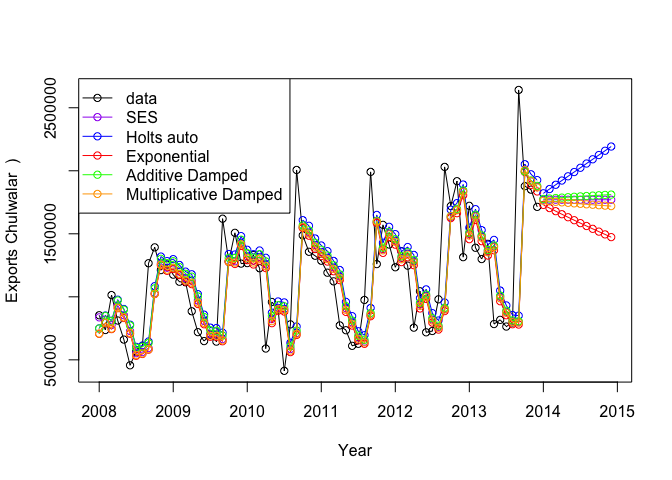 data
SES
Holts auto
Exponential
Additive Damped
Multiplicative Damped
2500000
1500000
500000
Exports Chulwalar  )
2008 2009 2010 2011 2012 2013 2014 2015
Year